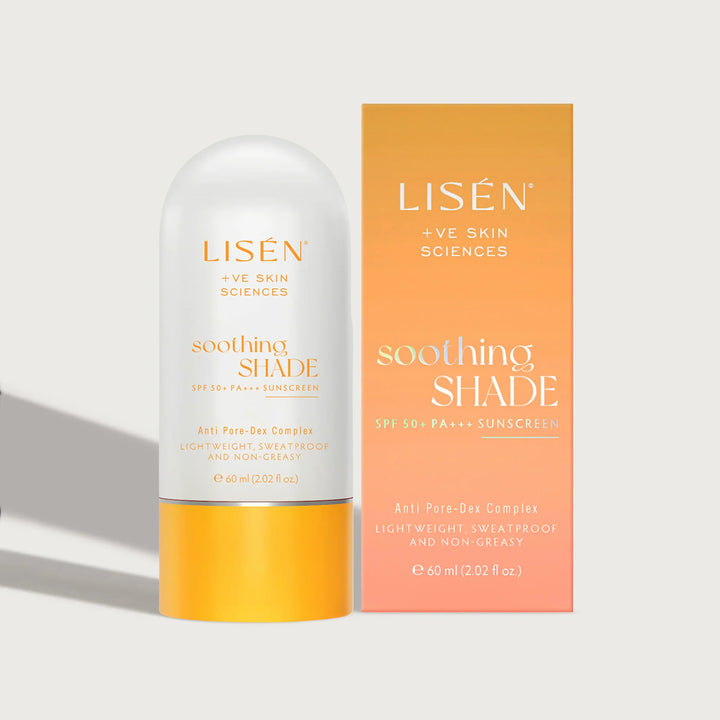 LISÉN®
+VE SKIN
SCIENCES
soothing
SHADE
SPF 50+ PA+++ SUNSCREEN
Anti Pore-Dex Complex
LIGHTWEIGHT, SWEATPROOF
AND NON-GREASY
℮ 60 ml (2.02 fl oz.)
LISÉN®
+VE SKIN
SCIENCES
soothing
SHADE
SPF 50+ PA+++ SUNSCREEN
Anti Pore-Dex Complex
LIGHTWEIGHT, SWEATPROOF
AND NON-GREASY
℮ 60 ml (2.02 fl oz.)